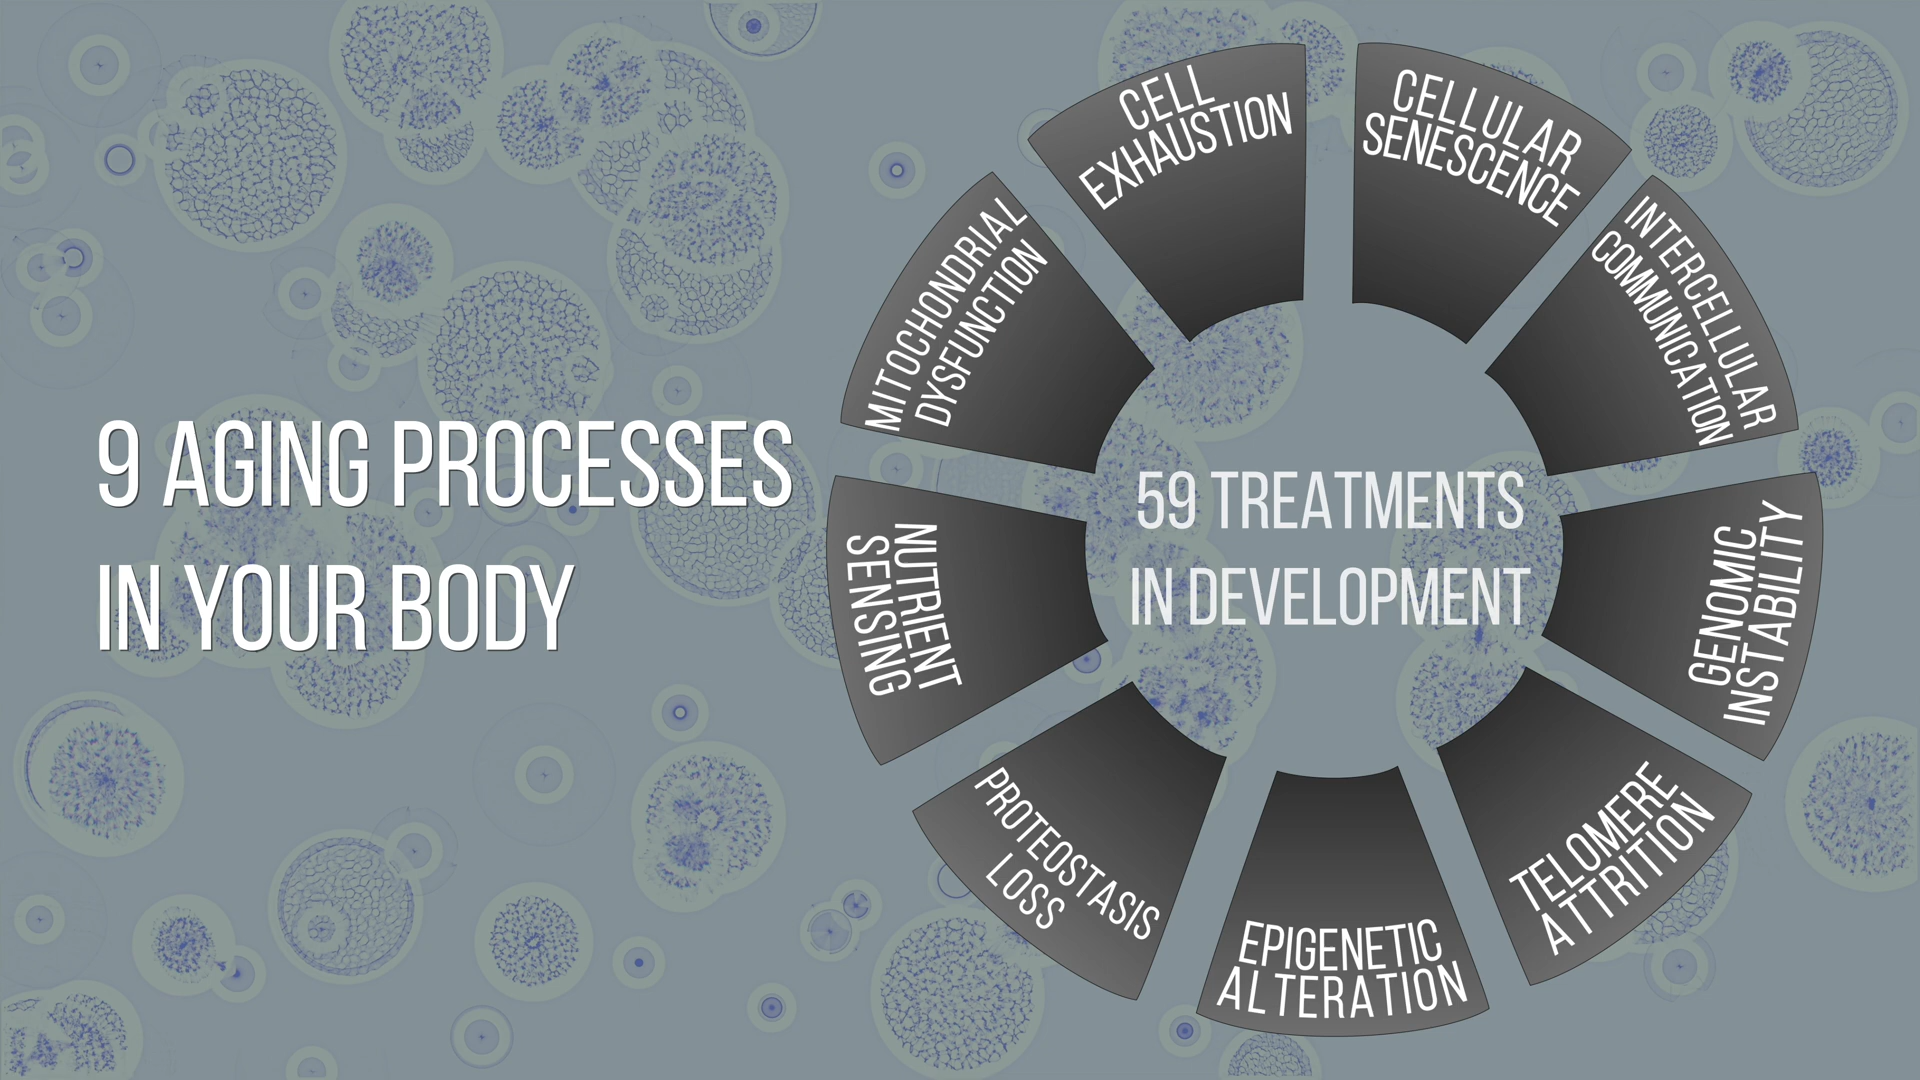 9 AGING PROCESSES
IN YOUR BODY
59 TREATMENTS
IN DEVELOPMENT
CELL
EXHAUSTION
CELLULAR
SENESCENCE
INTERCELLULAR
COMMUNICATION
GENOMIC
INSTABILITY
TELOMERE
ATTRITION
EPIGENETIC
ALTERATION
PROTEOSTASIS
LOSS
NUTRIENT
SENSING
MITOCHONDRIAL
DYSFUNCTION